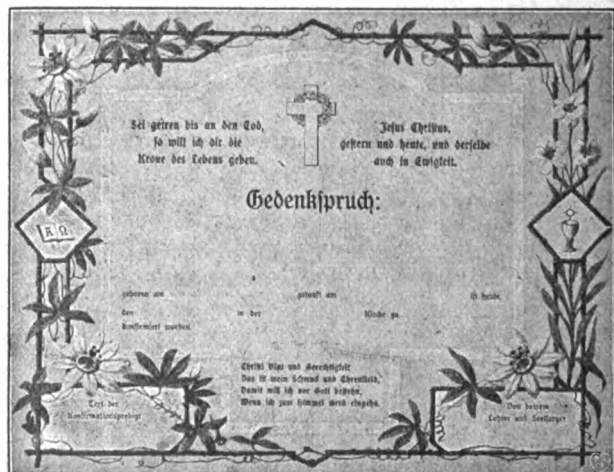 Sei getreu bis an den Tod,
so will ich dir die
Krone des Lebens geben.
Jesus Christus,
gestern und heute, und derselbe
auch in Ewigkeit.
Gedenkspruch:
A Ω
geboren am getauft am ist heute,
den in der Kirche zu
konfirmiert worden.
Christi Blut und Gerechtigkeit
Das ist mein Schmuck und Ehrenkleid,
Damit will ich vor Gott bestehn,
Wenn ich zum Himmel werd eingehn.
Text der
Konfirmationspredigt
Von deinem
Lehrer und Seelsorger